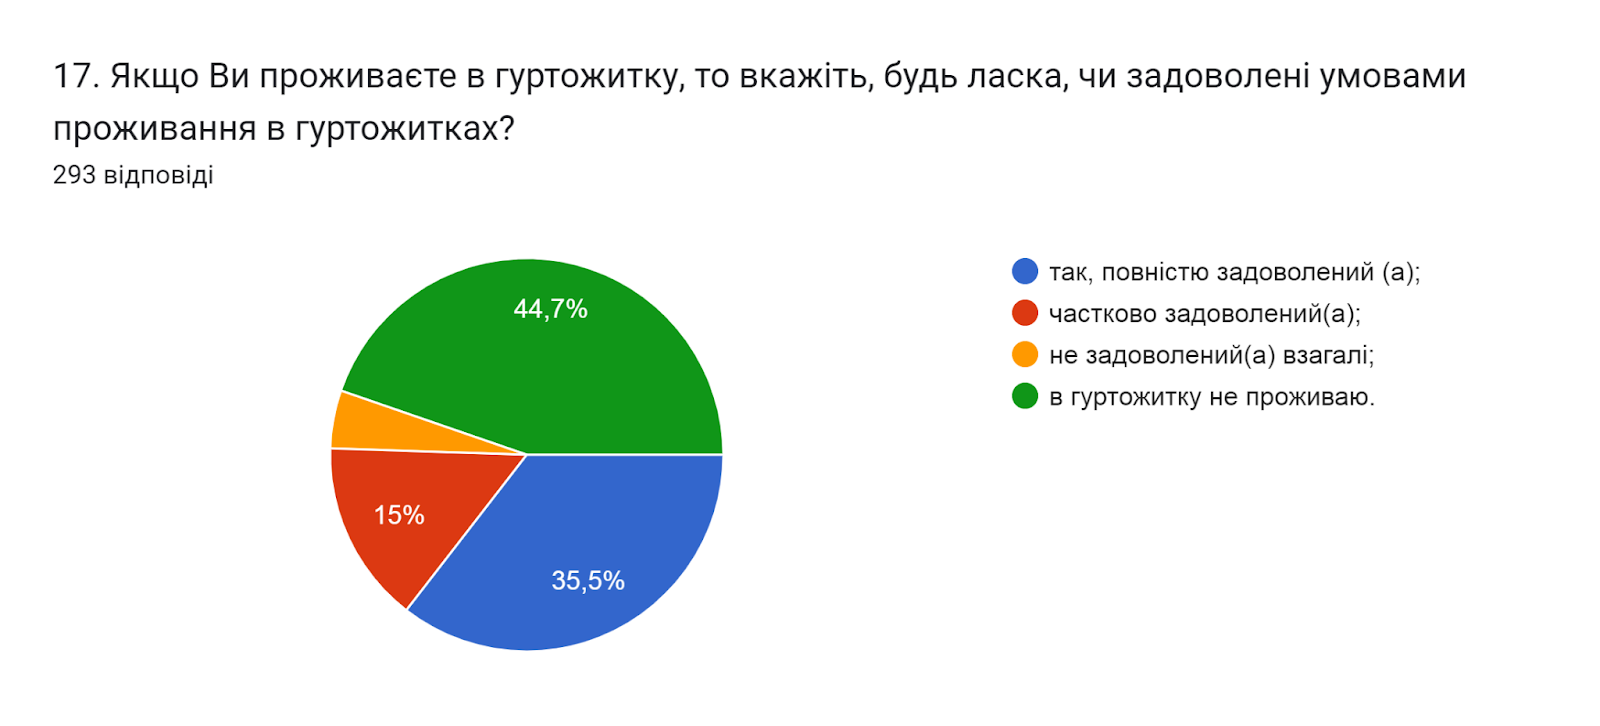 17. Якщо Ви проживаєте в гуртожитку, то вкажіть, будь ласка, чи задоволені умовами
проживання в гуртожитках?
293 відповіді
44,7%
15%
35,5%
так, повністю задоволений (а);
частково задоволений(а);
не задоволений(а) взагалі;
в гуртожитку не проживаю.